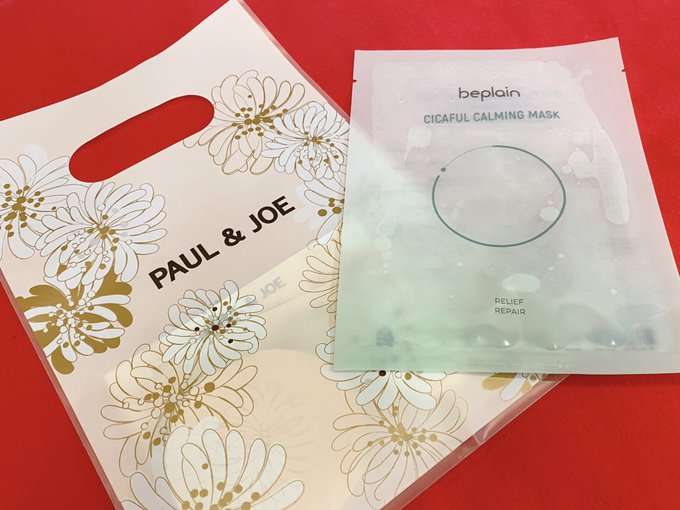 PAUL & JOE
JOE
beplain
CICAFUL CALMING MASK
RELIEF
REPAIR